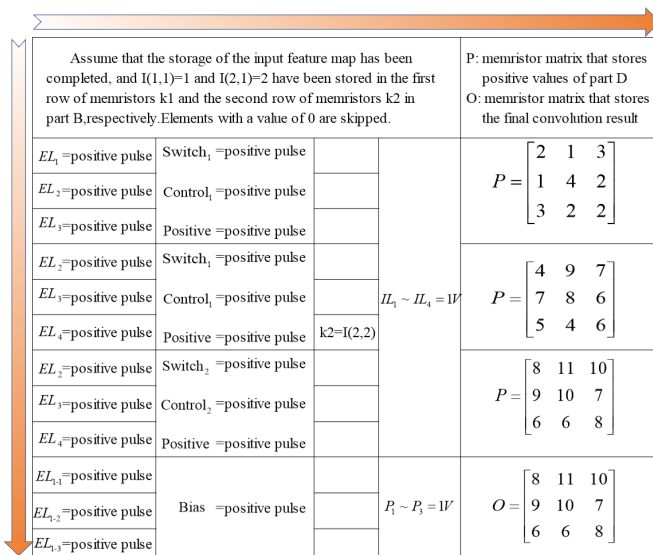 Assume that the storage of the input feature map has been
completed, and I(1,1)=1 and I(2,1)=2 have been stored in the first
row of memristors k1 and the second row of memristors k2 in
part B,respectively.Elements with a value of 0 are skipped.
P: memristor matrix that stores
positive values of part D
O: memristor matrix that stores
the final convolution result
EL₁ =positive pulse
EL₂ =positive pulse
EL₃ =positive pulse
Switch₁ =positive pulse
Control₁ =positive pulse
Positive =positive pulse
P = [2 1 3
1 4 2
3 2 2]
EL₂ =positive pulse
EL₃ =positive pulse
EL₄ =positive pulse
Switch₁ =positive pulse
Control₁ =positive pulse
Positive =positive pulse
k2=I(2,2)
IL₁ ~ IL₄ = 1V
P = [4 9 7
7 8 6
5 4 6]
EL₂ =positive pulse
EL₃ =positive pulse
EL₄ =positive pulse
Switch₂ =positive pulse
Control₂ =positive pulse
Positive =positive pulse
P = [8 11 10
9 10 7
6 6 8]
EL₁₋₁=positive pulse
EL₁₋₂=positive pulse
EL₁₋₃=positive pulse
Bias =positive pulse
P₁ ~ P₃ = 1V
O = [8 11 10
9 10 7
6 6 8]